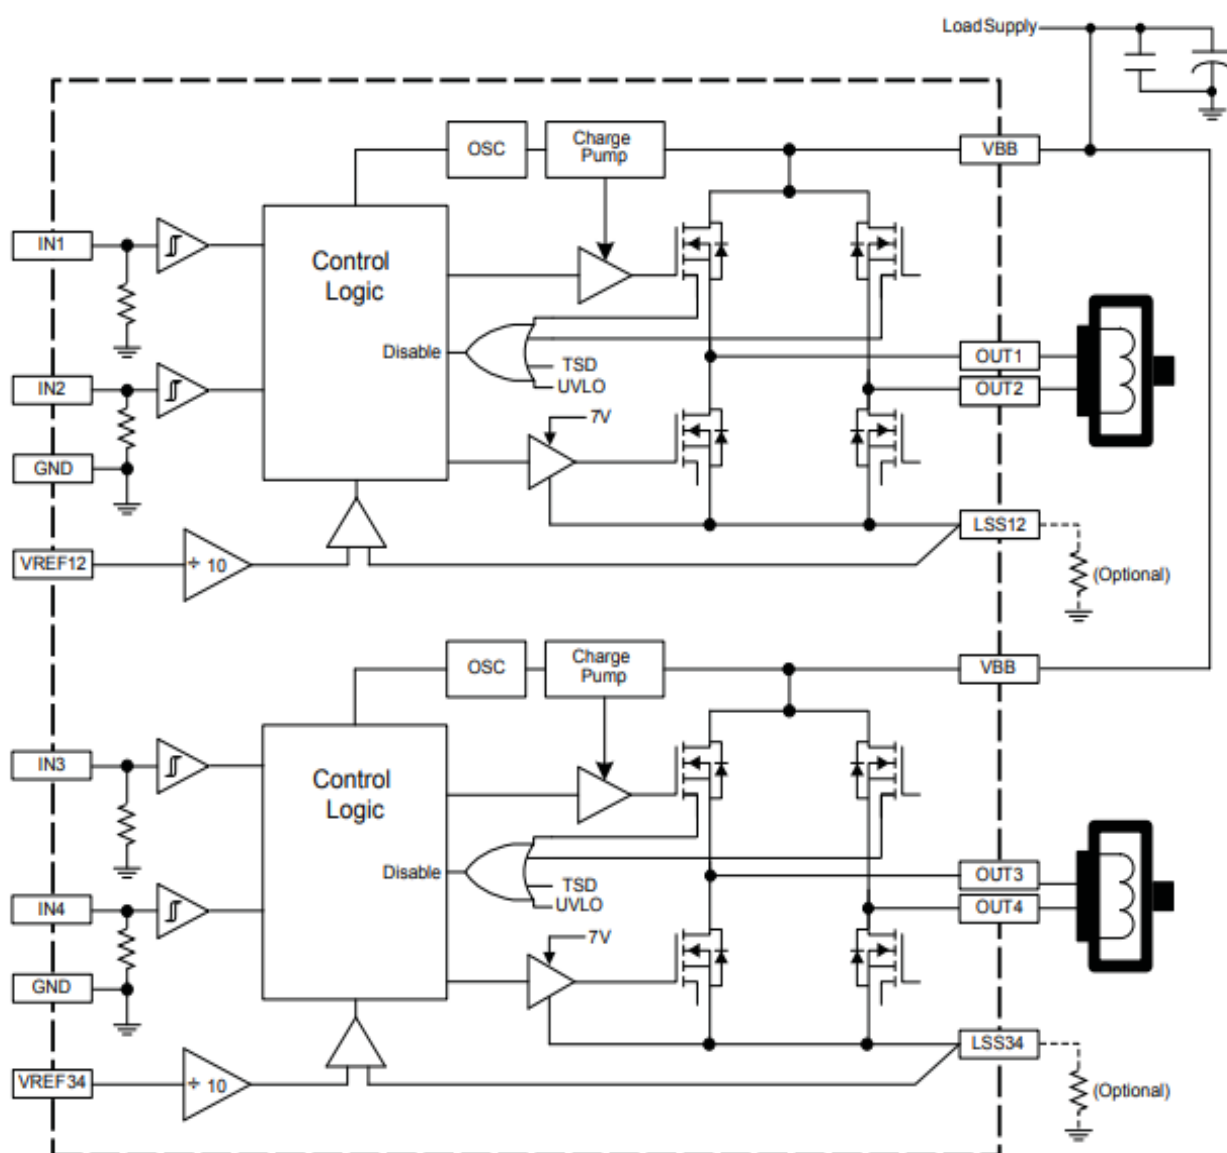 Load Supply
OSC
Charge
Pump
VBB
IN1
Control
Logic
Disable
TSD
UVLO
OUT1
IN2
OUT2
7V
GND
LSS12
VREF12
÷ 10
(Optional)
OSC
Charge
Pump
VBB
IN3
Control
Logic
Disable
TSD
UVLO
OUT3
IN4
OUT4
7V
GND
LSS34
VREF34
÷ 10
(Optional)